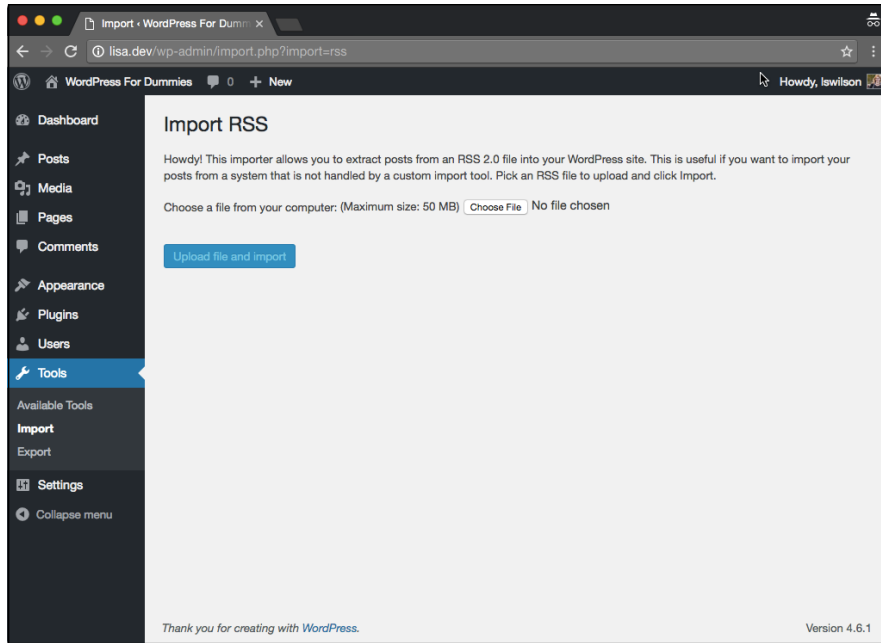 Import ‹ WordPress For Dumm
lisa.dev/wp-admin/import.php?import=rss
WordPress For Dummies 0 + New Howdy, lswilson
Dashboard
Posts
Media
Pages
Comments
Appearance
Plugins
Users
Tools
Available Tools
Import
Export
Settings
Collapse menu
Import RSS
Howdy! This importer allows you to extract posts from an RSS 2.0 file into your WordPress site. This is useful if you want to import your
posts from a system that is not handled by a custom import tool. Pick an RSS file to upload and click Import.
Choose a file from your computer: (Maximum size: 50 MB) Choose File No file chosen
Upload file and import
Thank you for creating with WordPress. Version 4.6.1